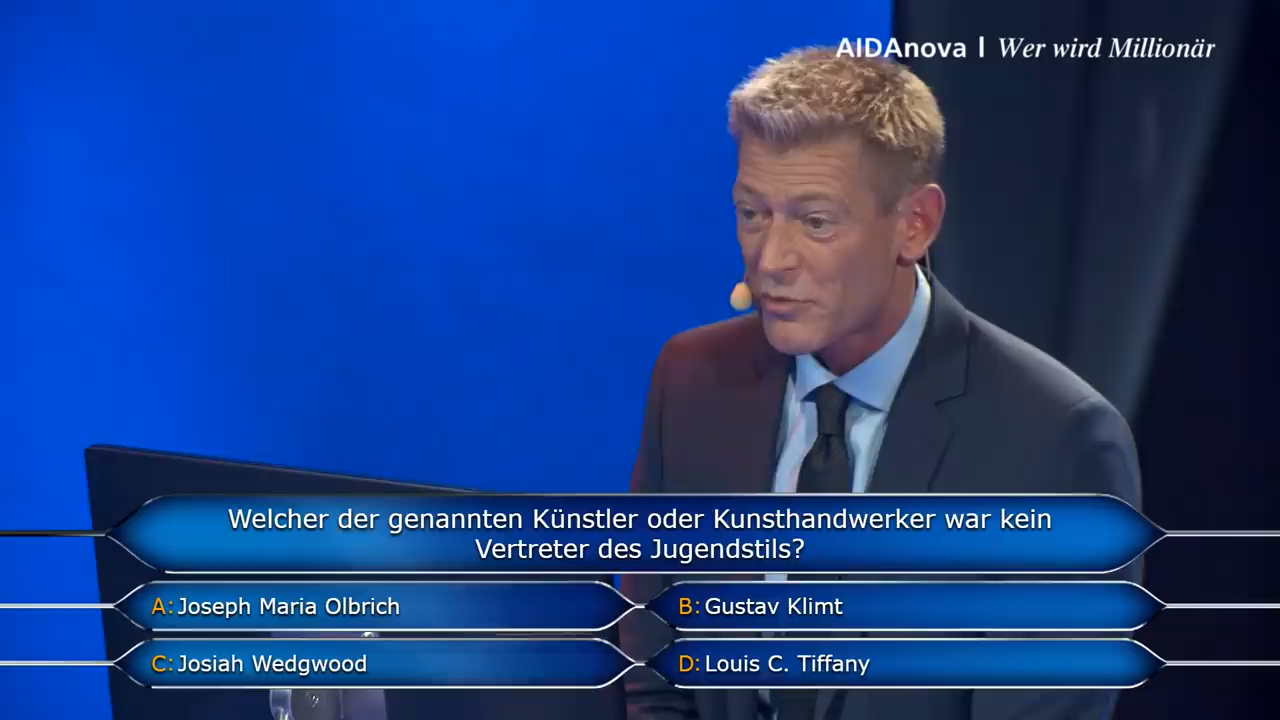 AIDAnova | Wer wird Millionär
Welcher der genannten Künstler oder Kunsthandwerker war kein
Vertreter des Jugendstils?
A: Joseph Maria Olbrich
B: Gustav Klimt
C: Josiah Wedgwood
D: Louis C. Tiffany